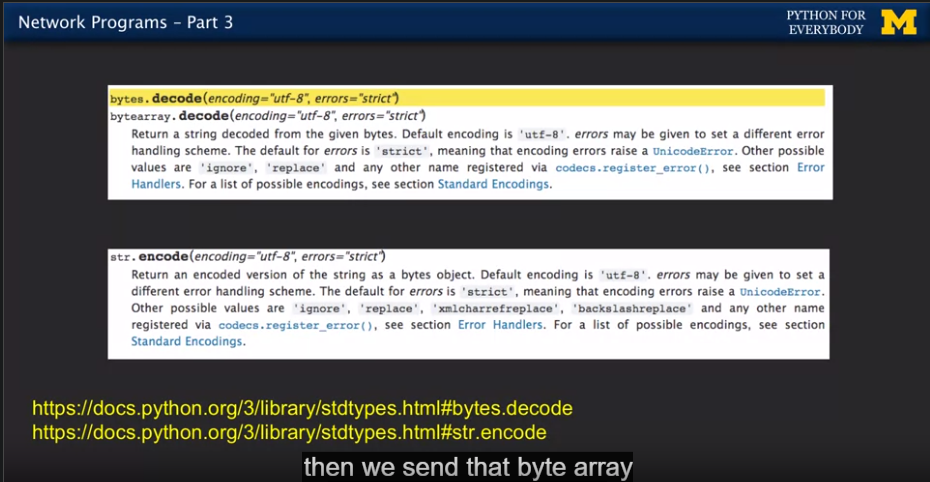 Network Programs – Part 3
PYTHON FOR
EVERYBODY
M
bytes.decode(encoding="utf-8", errors="strict")
bytearray.decode(encoding="utf-8", errors="strict")
Return a string decoded from the given bytes. Default encoding is 'utf-8'. errors may be given to set a different error
handling scheme. The default for errors is 'strict', meaning that encoding errors raise a UnicodeError. Other possible
values are 'ignore', 'replace' and any other name registered via codecs.register_error(), see section Error
Handlers. For a list of possible encodings, see section Standard Encodings.
str.encode(encoding="utf-8", errors="strict")
Return an encoded version of the string as a bytes object. Default encoding is 'utf-8'. errors may be given to set a
different error handling scheme. The default for errors is 'strict', meaning that encoding errors raise a UnicodeError.
Other possible values are 'ignore', 'replace', 'xmlcharrefreplace', 'backslashreplace' and any other name
registered via codecs.register_error(), see section Error Handlers. For a list of possible encodings, see section
Standard Encodings.
https://docs.python.org/3/library/stdtypes.html#bytes.decode
https://docs.python.org/3/library/stdtypes.html#str.encode
then we send that byte array